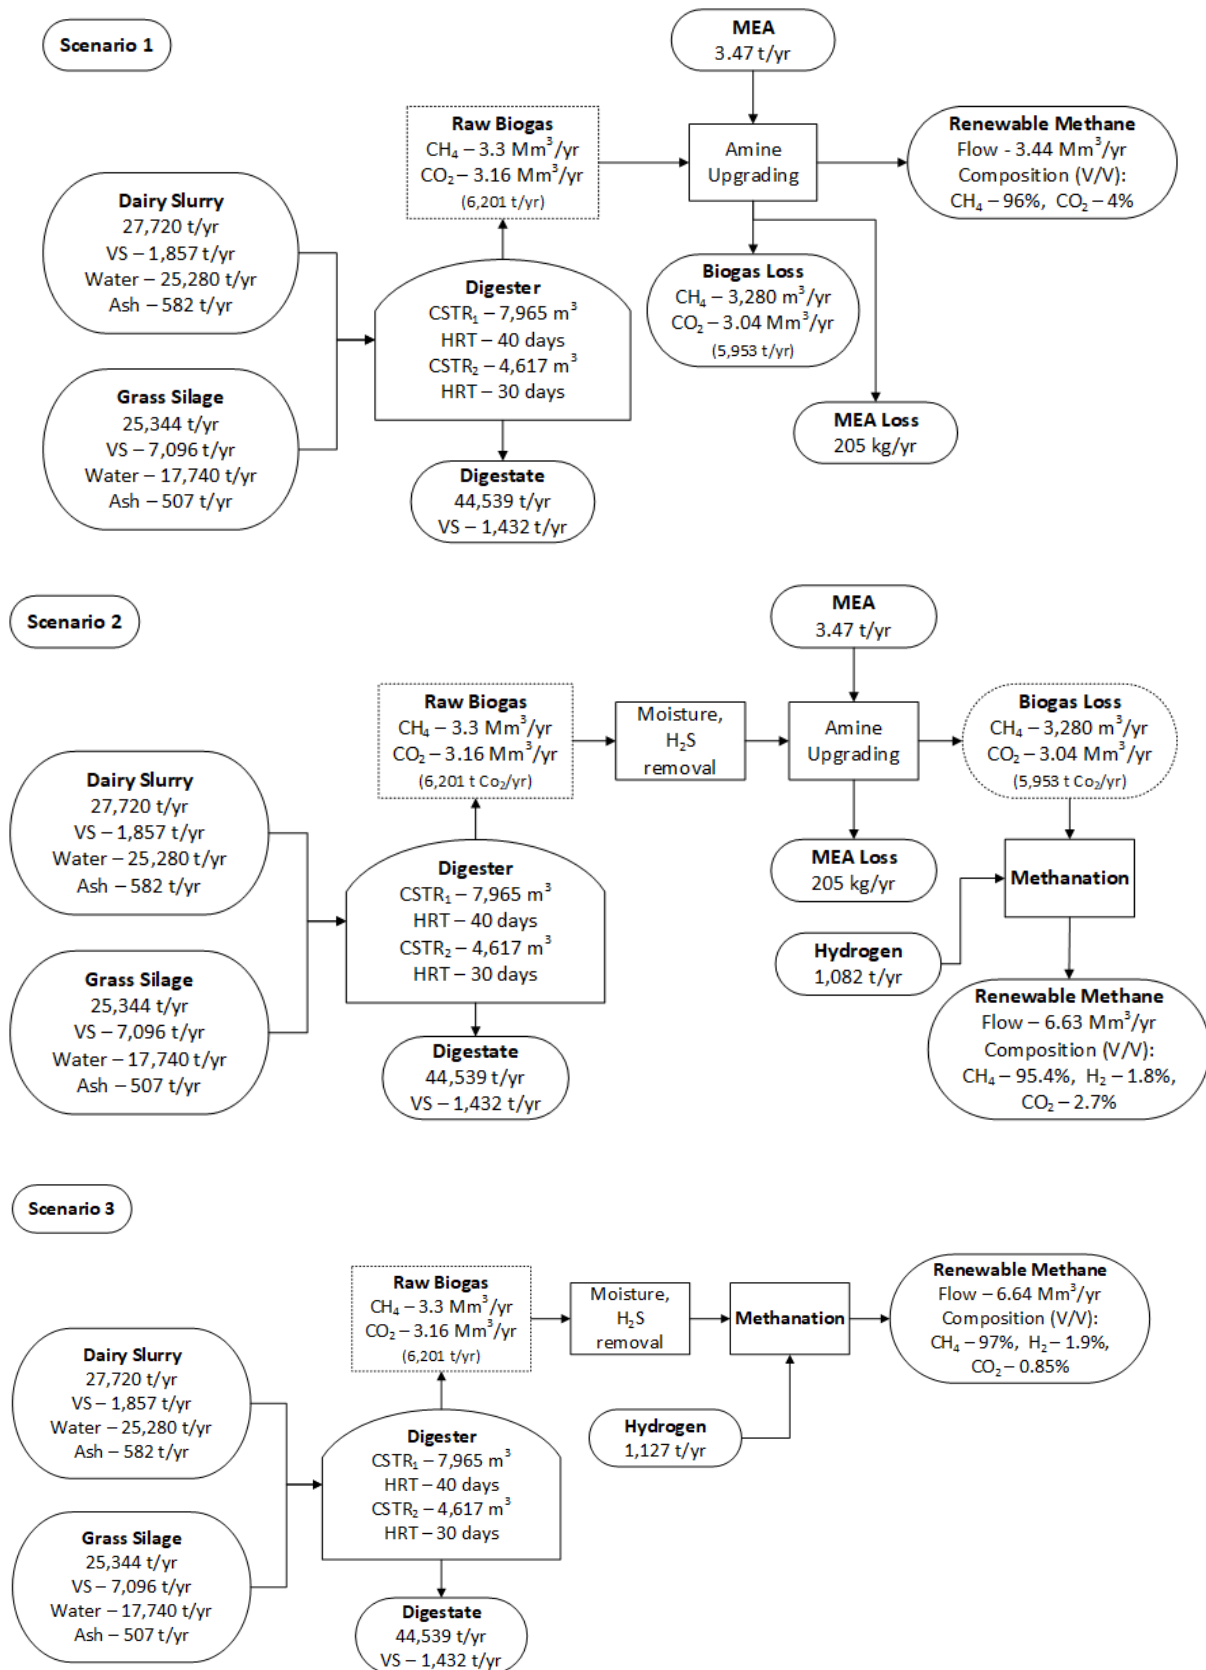 Scenario 1
MEA
3.47 t/yr
Raw Biogas
CH₄ – 3.3 Mm³/yr
CO₂ – 3.16 Mm³/yr
(6,201 t/yr)
Amine
Upgrading
Renewable Methane
Flow - 3.44 Mm³/yr
Composition (V/V):
CH₄ – 96%, CO₂ – 4%
Dairy Slurry
27,720 t/yr
VS – 1,857 t/yr
Water – 25,280 t/yr
Ash – 582 t/yr
Digester
CSTR₁ – 7,965 m³
HRT – 40 days
CSTR₂ – 4,617 m³
HRT – 30 days
Biogas Loss
CH₄ – 3,280 m³/yr
CO₂ – 3.04 Mm³/yr
(5,953 t/yr)
Grass Silage
25,344 t/yr
VS – 7,096 t/yr
Water – 17,740 t/yr
Ash – 507 t/yr
MEA Loss
205 kg/yr
Digestate
44,539 t/yr
VS – 1,432 t/yr
Scenario 2
MEA
3.47 t/yr
Raw Biogas
CH₄ – 3.3 Mm³/yr
CO₂ – 3.16 Mm³/yr
(6,201 t Co₂/yr)
Moisture,
H₂S
removal
Amine
Upgrading
Biogas Loss
CH₄ – 3,280 m³/yr
CO₂ – 3.04 Mm³/yr
(5,953 t Co₂/yr)
Dairy Slurry
27,720 t/yr
VS – 1,857 t/yr
Water – 25,280 t/yr
Ash – 582 t/yr
Digester
CSTR₁ – 7,965 m³
HRT – 40 days
CSTR₂ – 4,617 m³
HRT – 30 days
MEA Loss
205 kg/yr
Methanation
Hydrogen
1,082 t/yr
Grass Silage
25,344 t/yr
VS – 7,096 t/yr
Water – 17,740 t/yr
Ash – 507 t/yr
Renewable Methane
Flow – 6.63 Mm³/yr
Composition (V/V):
CH₄ – 95.4%, H₂ – 1.8%,
CO₂ – 2.7%
Digestate
44,539 t/yr
VS – 1,432 t/yr
Scenario 3
Raw Biogas
CH₄ – 3.3 Mm³/yr
CO₂ – 3.16 Mm³/yr
(6,201 t/yr)
Moisture,
H₂S
removal
Methanation
Renewable Methane
Flow – 6.64 Mm³/yr
Composition (V/V):
CH₄ – 97%, H₂ – 1.9%,
CO₂ – 0.85%
Dairy Slurry
27,720 t/yr
VS – 1,857 t/yr
Water – 25,280 t/yr
Ash – 582 t/yr
Digester
CSTR₁ – 7,965 m³
HRT – 40 days
CSTR₂ – 4,617 m³
HRT – 30 days
Hydrogen
1,127 t/yr
Grass Silage
25,344 t/yr
VS – 7,096 t/yr
Water – 17,740 t/yr
Ash – 507 t/yr
Digestate
44,539 t/yr
VS – 1,432 t/yr